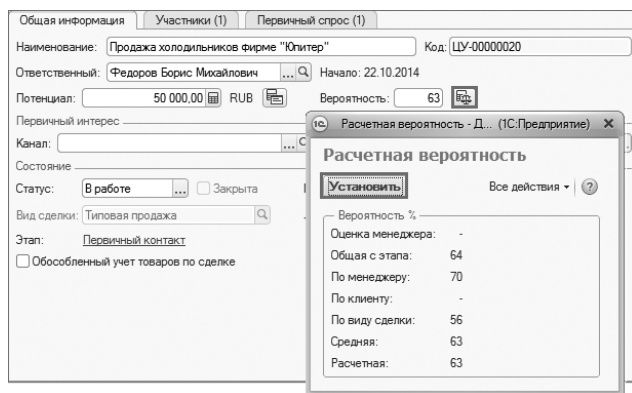 Общая информация Участники (1) Первичный спрос (1)
Наименование: Продажа холодильников фирме "Юпитер" Код: ЦУ-00000020
Ответственный: Федоров Борис Михайлович ... Начало: 22.10.2014
Потенциал: 50 000,00 RUB Вероятность: 63
Первичный интерес
Канал: ...
Состояние
Статус: В работе ... Закрыта
Вид сделки: Типовая продажа
Этап: Первичный контакт
Обособленный учет товаров по сделке
1С Расчетная вероятность - Д... (1С:Предприятие)
Расчетная вероятность
Установить Все действия ?
Вероятность %
Оценка менеджера: -
Общая с этапа: 64
По менеджеру: 70
По клиенту: -
По виду сделки: 56
Средняя: 63
Расчетная: 63